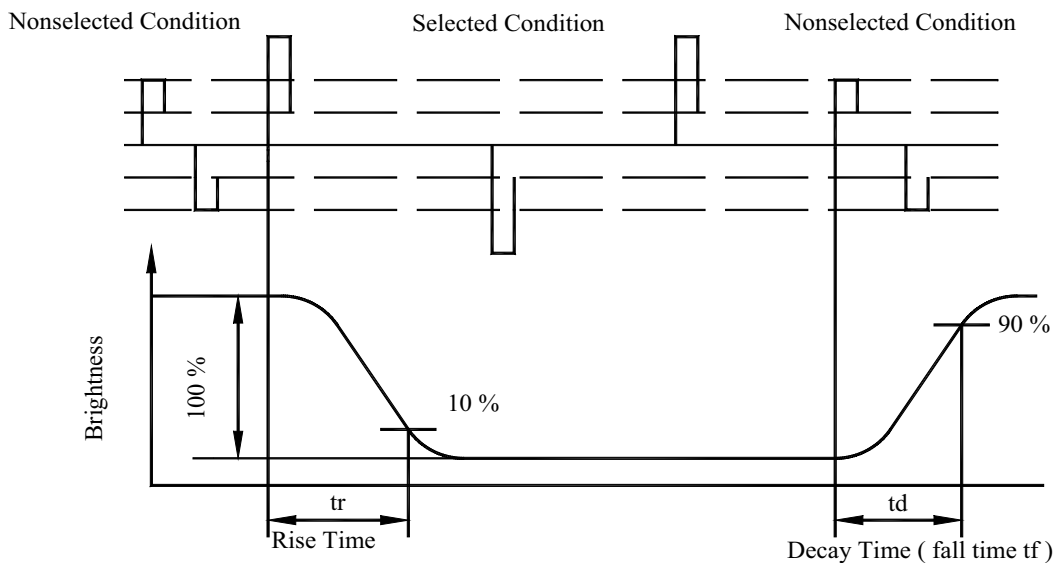 Nonselected Condition
Selected Condition
Nonselected Condition
Brightness
100 %
10 %
90 %
tr
Rise Time
td
Decay Time ( fall time tf )